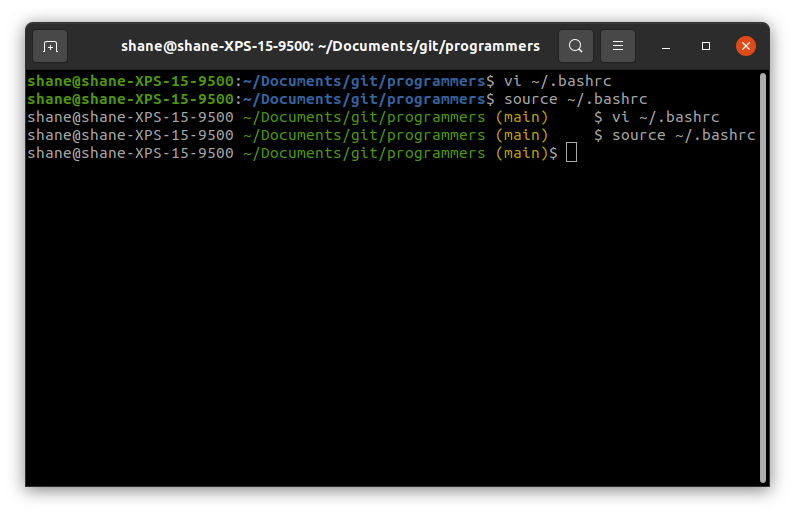 shane@shane-XPS-15-9500: ~/Documents/git/programmers
shane@shane-XPS-15-9500:~/Documents/git/programmers$ vi ~/.bashrc
shane@shane-XPS-15-9500:~/Documents/git/programmers$ source ~/.bashrc
shane@shane-XPS-15-9500 ~/Documents/git/programmers (main)     $ vi ~/.bashrc
shane@shane-XPS-15-9500 ~/Documents/git/programmers (main)     $ source ~/.bashrc
shane@shane-XPS-15-9500 ~/Documents/git/programmers (main)$